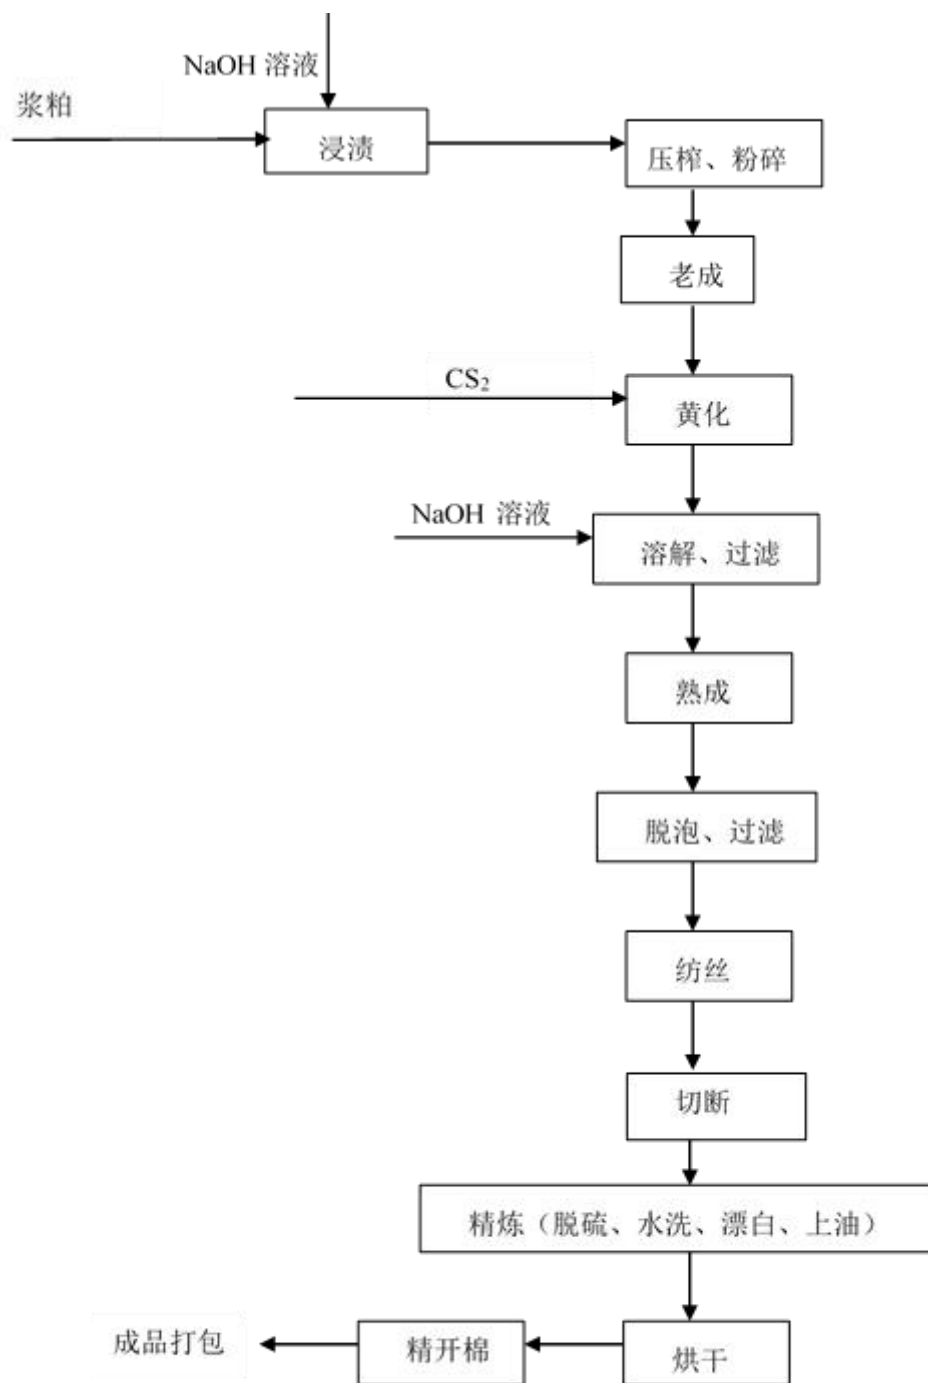 NaOH 溶液
浆粕
浸渍
压榨、粉碎
老成
CS₂
黄化
NaOH 溶液
溶解、过滤
熟成
脱泡、过滤
纺丝
切断
精炼（脱硫、水洗、漂白、上油）
成品打包
精开棉
烘干